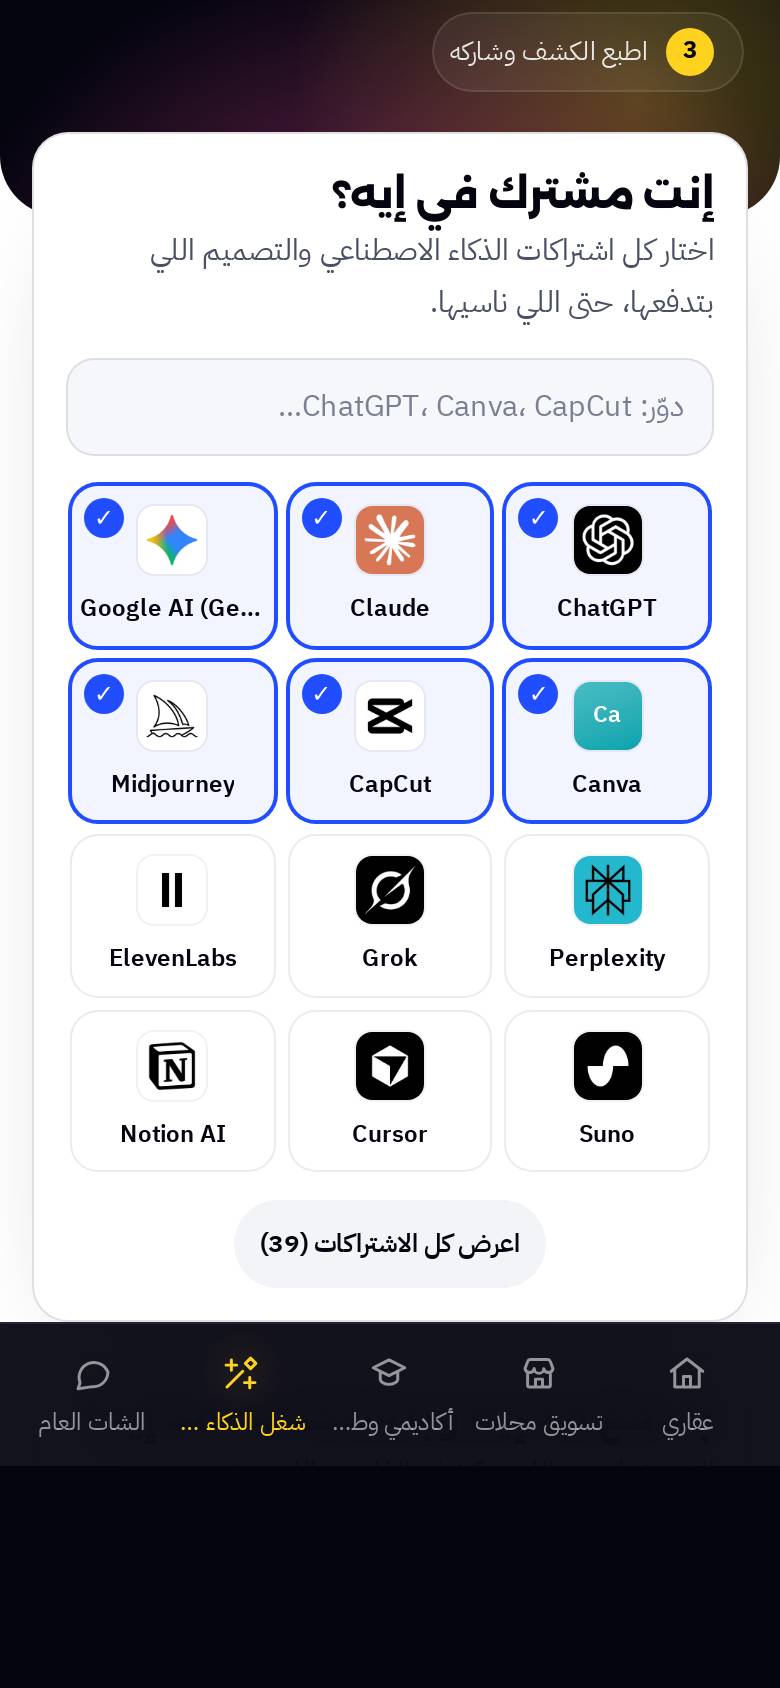 3 اطبع الكشف وشاركه
إنت مشترك في إيه؟
اختار كل اشتراكات الذكاء الاصطناعي والتصميم اللي
بتدفعها، حتى اللي ناسيها.
دوّر: ChatGPT، Canva، CapCut...
ChatGPT
Claude
Google AI (Ge...
Ca
Canva
CapCut
Midjourney
Perplexity
Grok
ElevenLabs
Suno
Cursor
N
Notion AI
اعرض كل الاشتراكات (39)
عقاري
تسويق محلات
أكاديمي وط...
شغل الذكاء ...
الشات العام